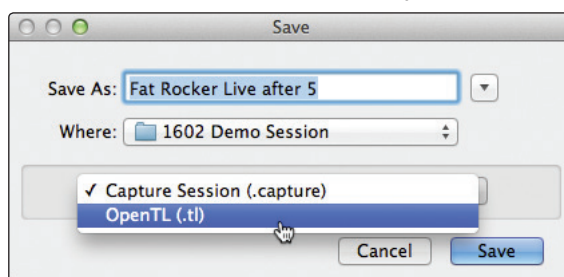 Save
Save As: Fat Rocker Live after 5
Where: 1602 Demo Session
✓ Capture Session (.capture)
OpenTL (.tl)
Cancel Save